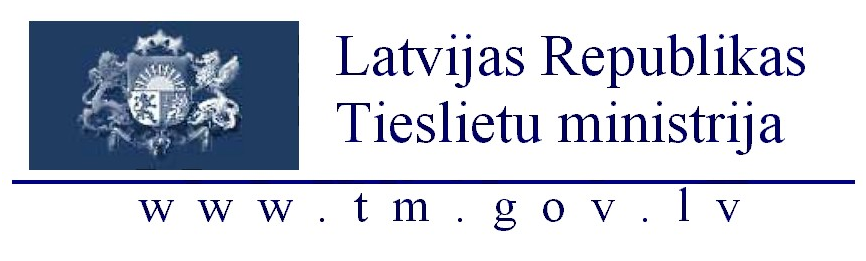 Latvijas Republikas
Tieslietu ministrija
www.tm.gov.lv